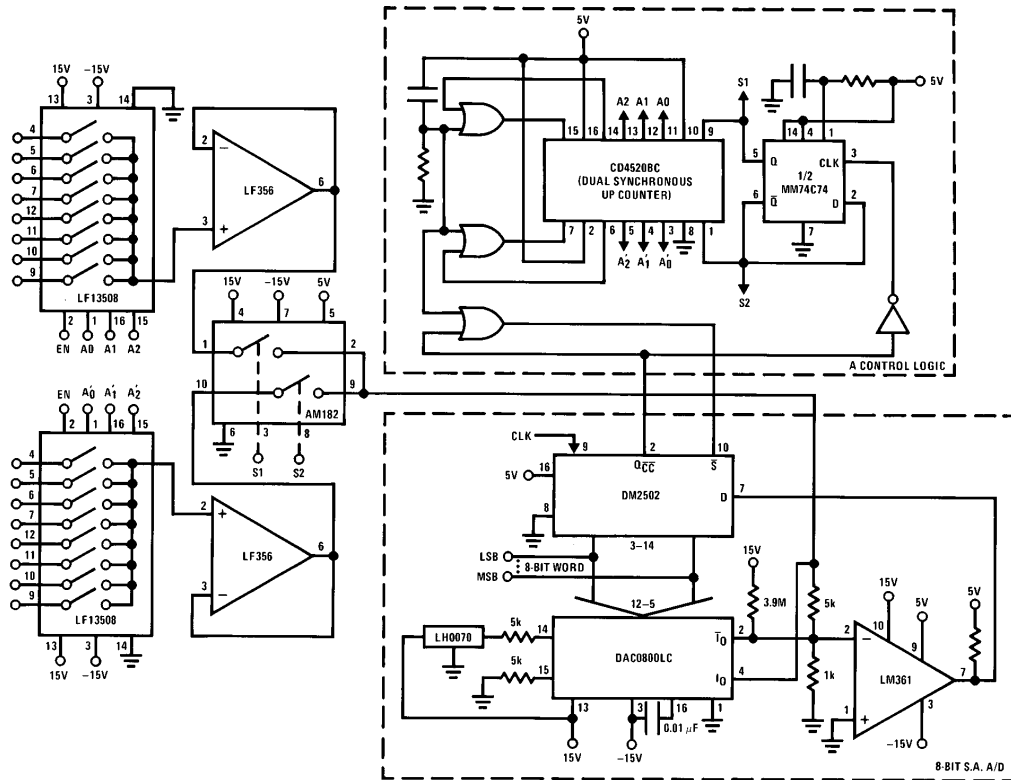 15V
-15V
13
3
14
4
5
6
7
12
11
10
9
LF13508
2
1
16
15
EN
A0
A1
A2
2
−
LF356
6
3
+
EN
A'0
A'1
A'2
2
1
16
15
4
5
6
7
12
11
10
9
LF13508
13
3
14
15V
-15V
2
+
LF356
6
3
−
15V
-15V
5V
4
7
5
1
2
10
9
AM182
6
3
8
S1
S2
5V
A2
A1
A0
15
16
14
13
12
11
10
9
CD4520BC
(DUAL SYNCHRONOUS
UP COUNTER)
7
2
6
5
4
3
8
1
A'2
A'1
A'0
S1
S2
5V
14
4
1
5
Q
CLK
3
1/2
MM74C74
6
Q̅
D
2
7
A CONTROL LOGIC
CLK
9
2
10
QCC
S̅
5V
16
DM2502
D
7
8
3–14
LSB
8-BIT WORD
MSB
12–5
15V
3.9M
5k
LH0070
5k
14
DAC0800LC
I̅O
2
5k
15
IO
4
1k
13
3
16
1
0.01 μF
15V
-15V
15V
5V
5V
10
9
2
−
LM361
7
1
+
3
-15V
8-BIT S.A. A/D